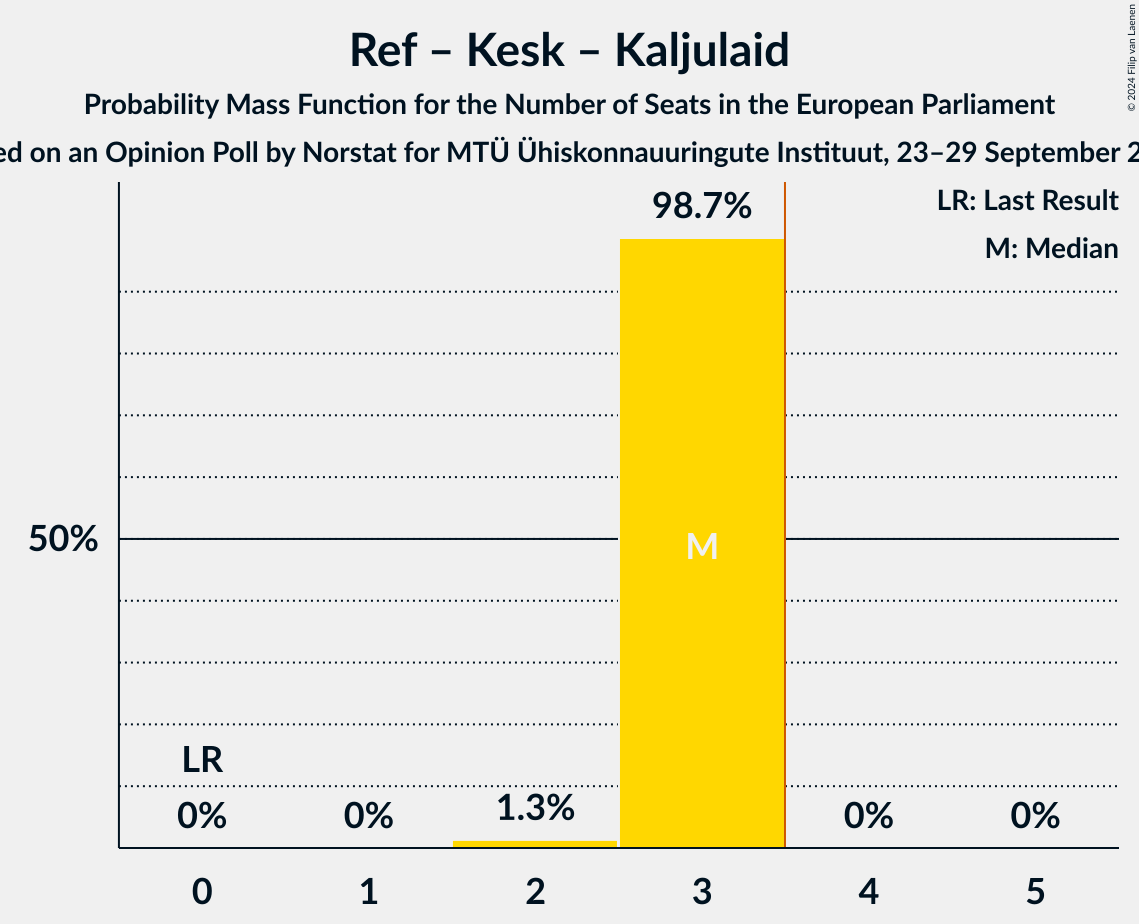 Ref – Kesk – Kaljulaid
Probability Mass Function for the Number of Seats in the European Parliament
ed on an Opinion Poll by Norstat for MTÜ Ühiskonnauuringute Instituut, 23–29 September 2
© 2024 Filip van Laenen
LR: Last Result
M: Median
98.7%
50%
M
LR
0%
0%
1.3%
0%
0%
0
1
2
3
4
5